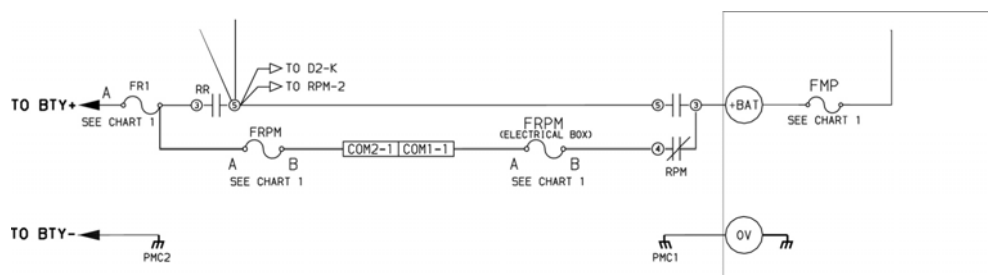 TO D2-K
TO RPM-2
A FR1 RR
TO BTY+ 3 5 5 3 +BAT FMP
SEE CHART 1 SEE CHART 1
FRPM FRPM
(ELECTRICAL BOX)
COM2-1 COM1-1 4
A B A B RPM
SEE CHART 1 SEE CHART 1
TO BTY- 0V
PMC2 PMC1